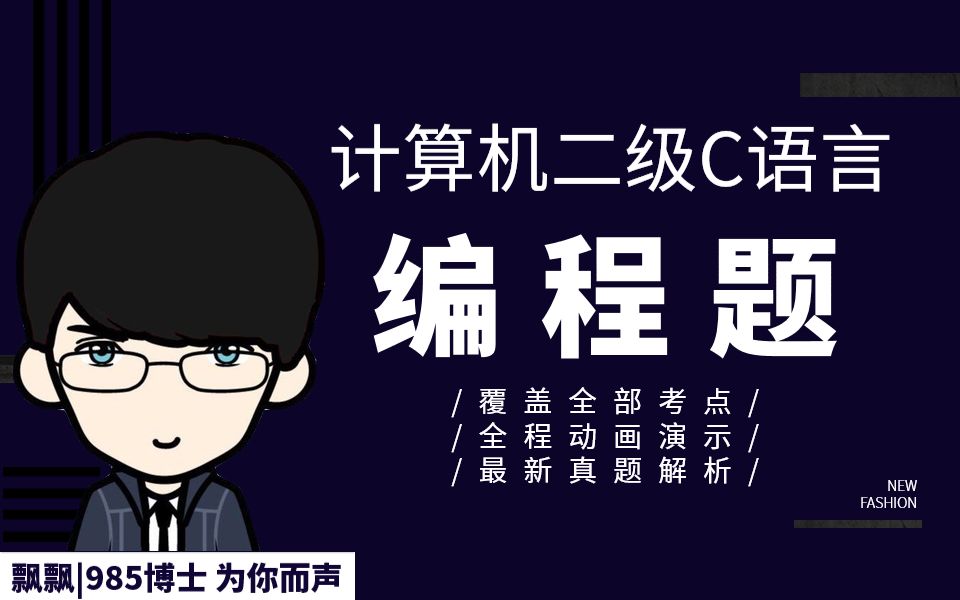 计算机二级C语言
编程题
/覆盖全部考点/
/全程动画演示/
/最新真题解析/
NEW
FASHION
飘飘|985博士 为你而声